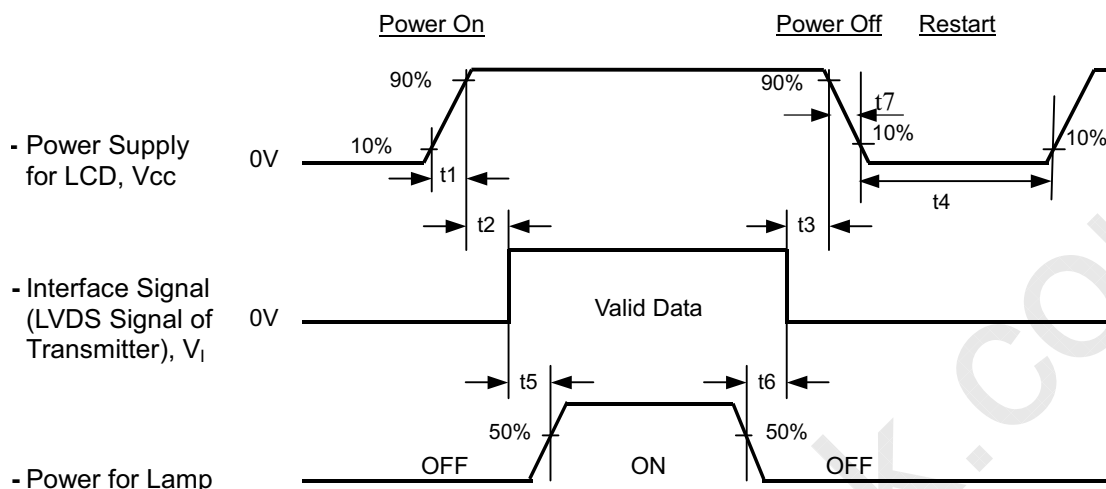 Power On Power Off Restart
90% 90% t7
10% 10% 10%
- Power Supply for LCD, Vcc 0V
t1 t4
t2 t3
- Interface Signal (LVDS Signal of Transmitter), VI 0V
Valid Data
t5 t6
50% 50%
- Power for Lamp OFF ON OFF